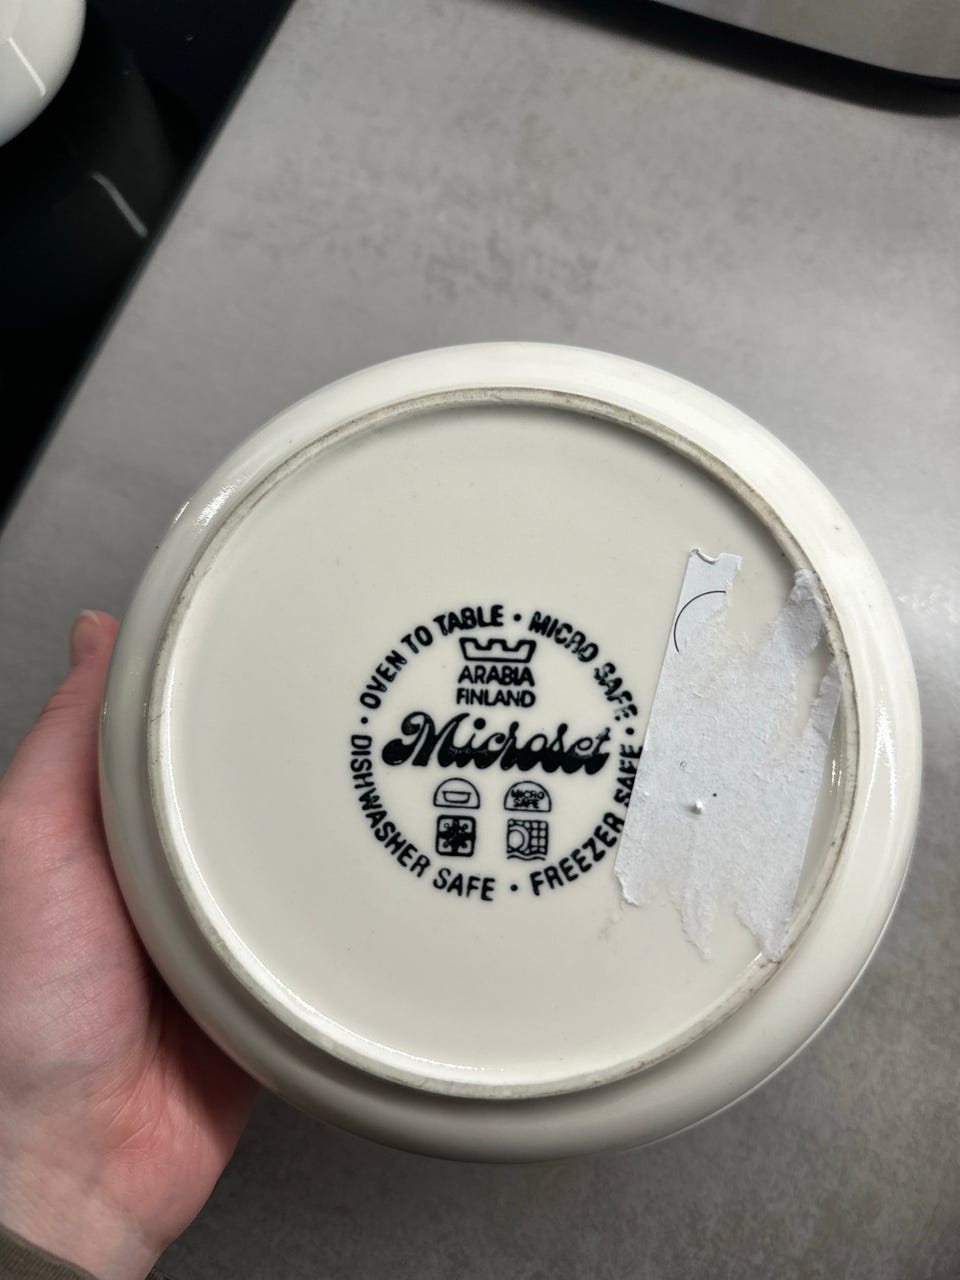 OVEN TO TABLE • MICRO SAFE • FREEZER SAFE • DISHWASHER SAFE •
ARABIA
FINLAND
Microset
MICRO
SAFE